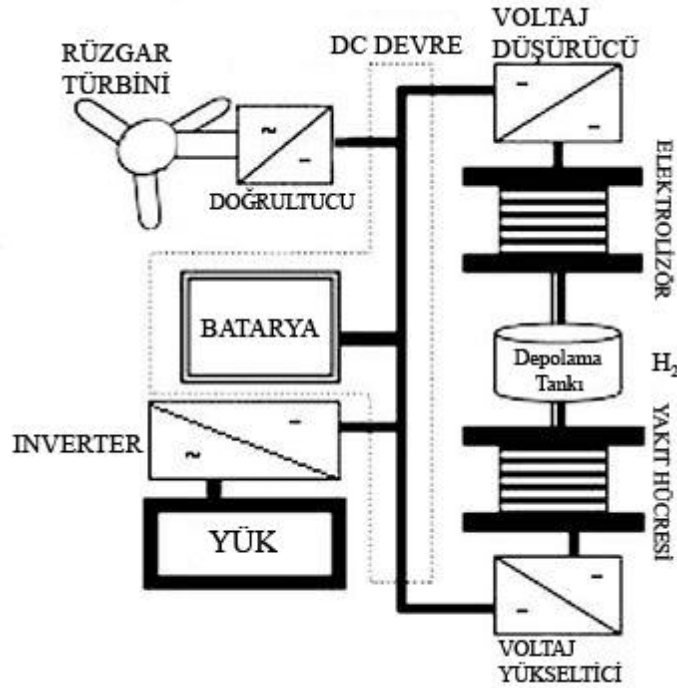 VOLTAJ
DÜŞÜRÜCÜ
DC DEVRE
RÜZGAR
TÜRBİNİ
~
-
DOĞRULTUCU
-
-
ELEKTROLİZÖR
BATARYA
Depolama
Tankı
H₂
INVERTER
-
~
YÜK
YAKIT HÜCRESİ
-
-
VOLTAJ
YÜKSELTİCİ